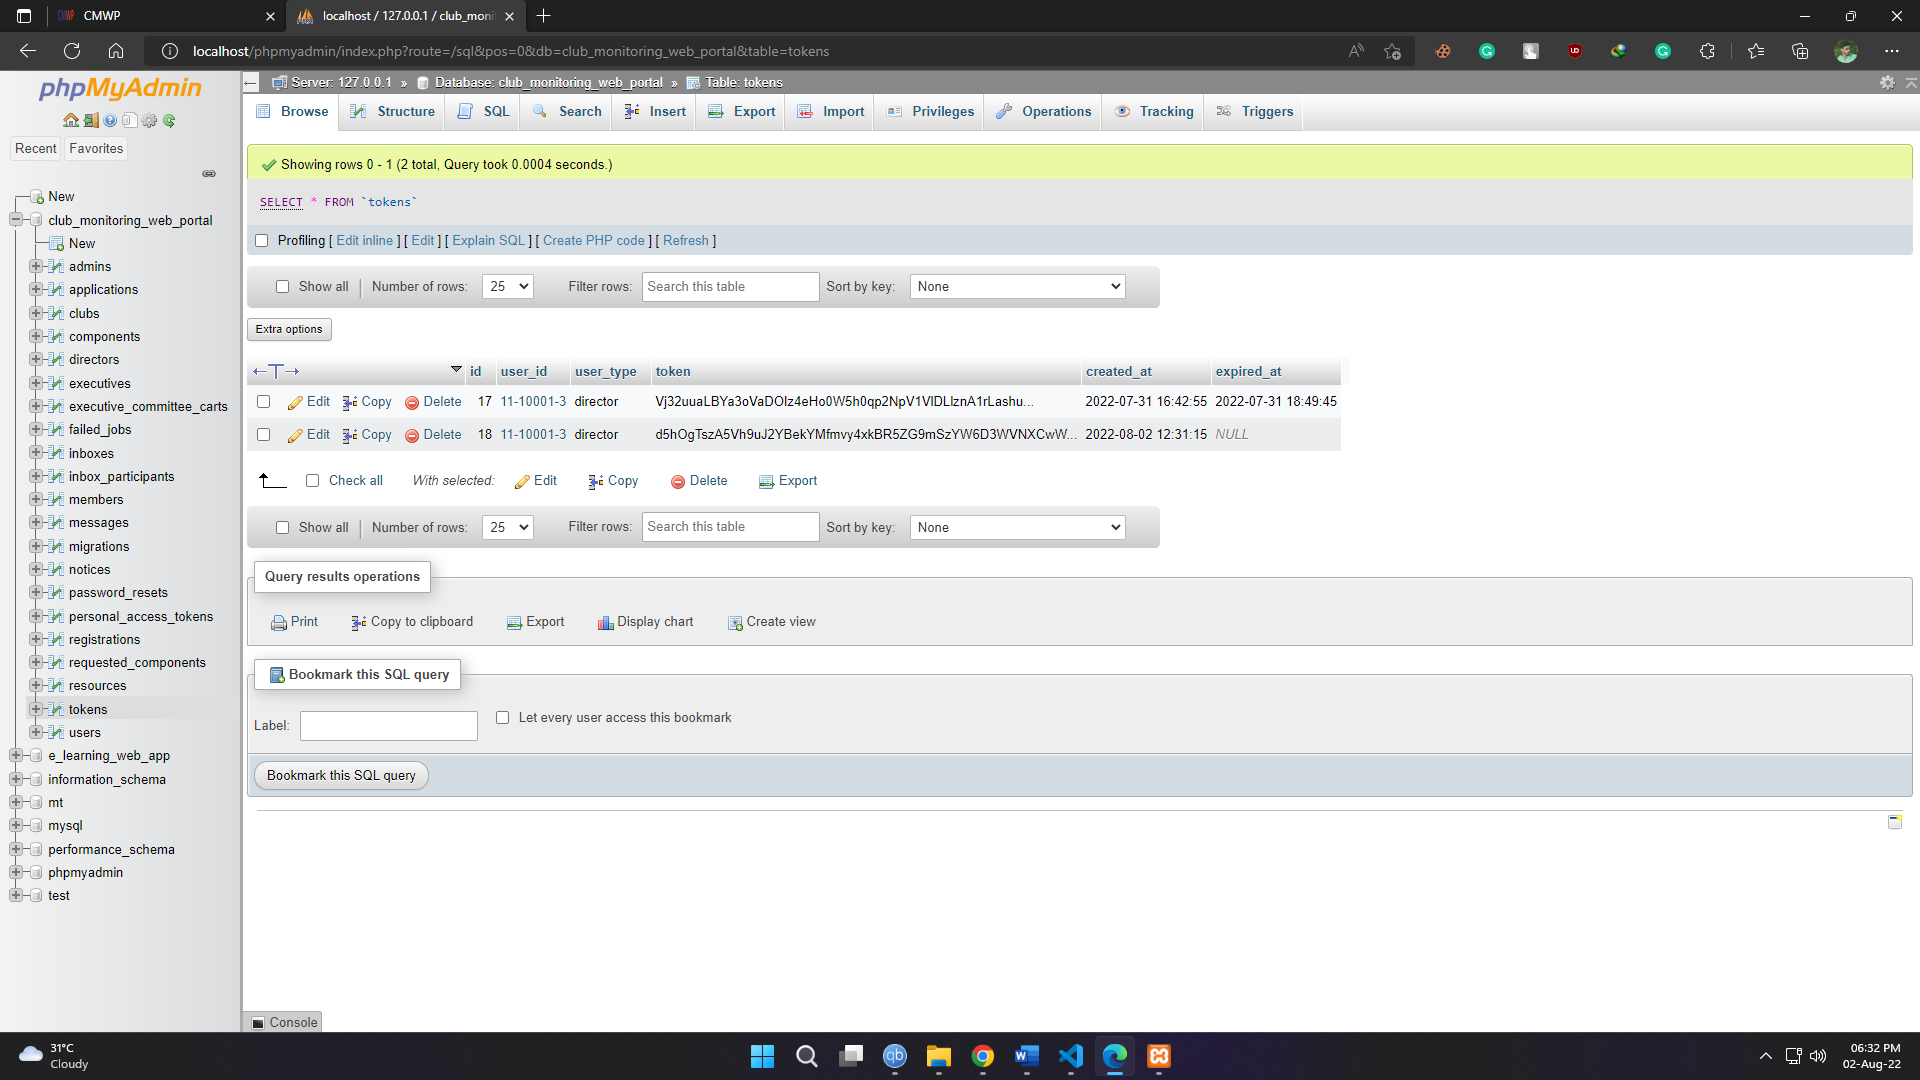 CMWP
localhost / 127.0.0.1 / club_moni
localhost/phpmyadmin/index.php?route=/sql&pos=0&db=club_monitoring_web_portal&table=tokens
phpMyAdmin
Recent
Favorites
New
club_monitoring_web_portal
New
admins
applications
clubs
components
directors
executives
executive_committee_carts
failed_jobs
inboxes
inbox_participants
members
messages
migrations
notices
password_resets
personal_access_tokens
registrations
requested_components
resources
tokens
users
e_learning_web_app
information_schema
mt
mysql
performance_schema
phpmyadmin
test
Server: 127.0.0.1 » Database: club_monitoring_web_portal » Table: tokens
Browse Structure SQL Search Insert Export Import Privileges Operations Tracking Triggers
Showing rows 0 - 1 (2 total, Query took 0.0004 seconds.)
SELECT * FROM `tokens`
Profiling [ Edit inline ] [ Edit ] [ Explain SQL ] [ Create PHP code ] [ Refresh ]
Show all Number of rows: 25 Filter rows: Search this table Sort by key: None
Extra options
id user_id user_type token created_at expired_at
Edit Copy Delete 17 11-10001-3 director Vj32uuaLBYa3oVaDOIz4eHo0W5h0qp2NpV1VlDLlznA1rLashu... 2022-07-31 16:42:55 2022-07-31 18:49:45
Edit Copy Delete 18 11-10001-3 director d5hOgTszA5Vh9uJ2YBekYMfmvy4xkBR5ZG9mSzYW6D3WVNXCwW... 2022-08-02 12:31:15 NULL
Check all With selected: Edit Copy Delete Export
Show all Number of rows: 25 Filter rows: Search this table Sort by key: None
Query results operations
Print Copy to clipboard Export Display chart Create view
Bookmark this SQL query
Label: Let every user access this bookmark
Bookmark this SQL query
Console
31°C
Cloudy
06:32 PM
02-Aug-22